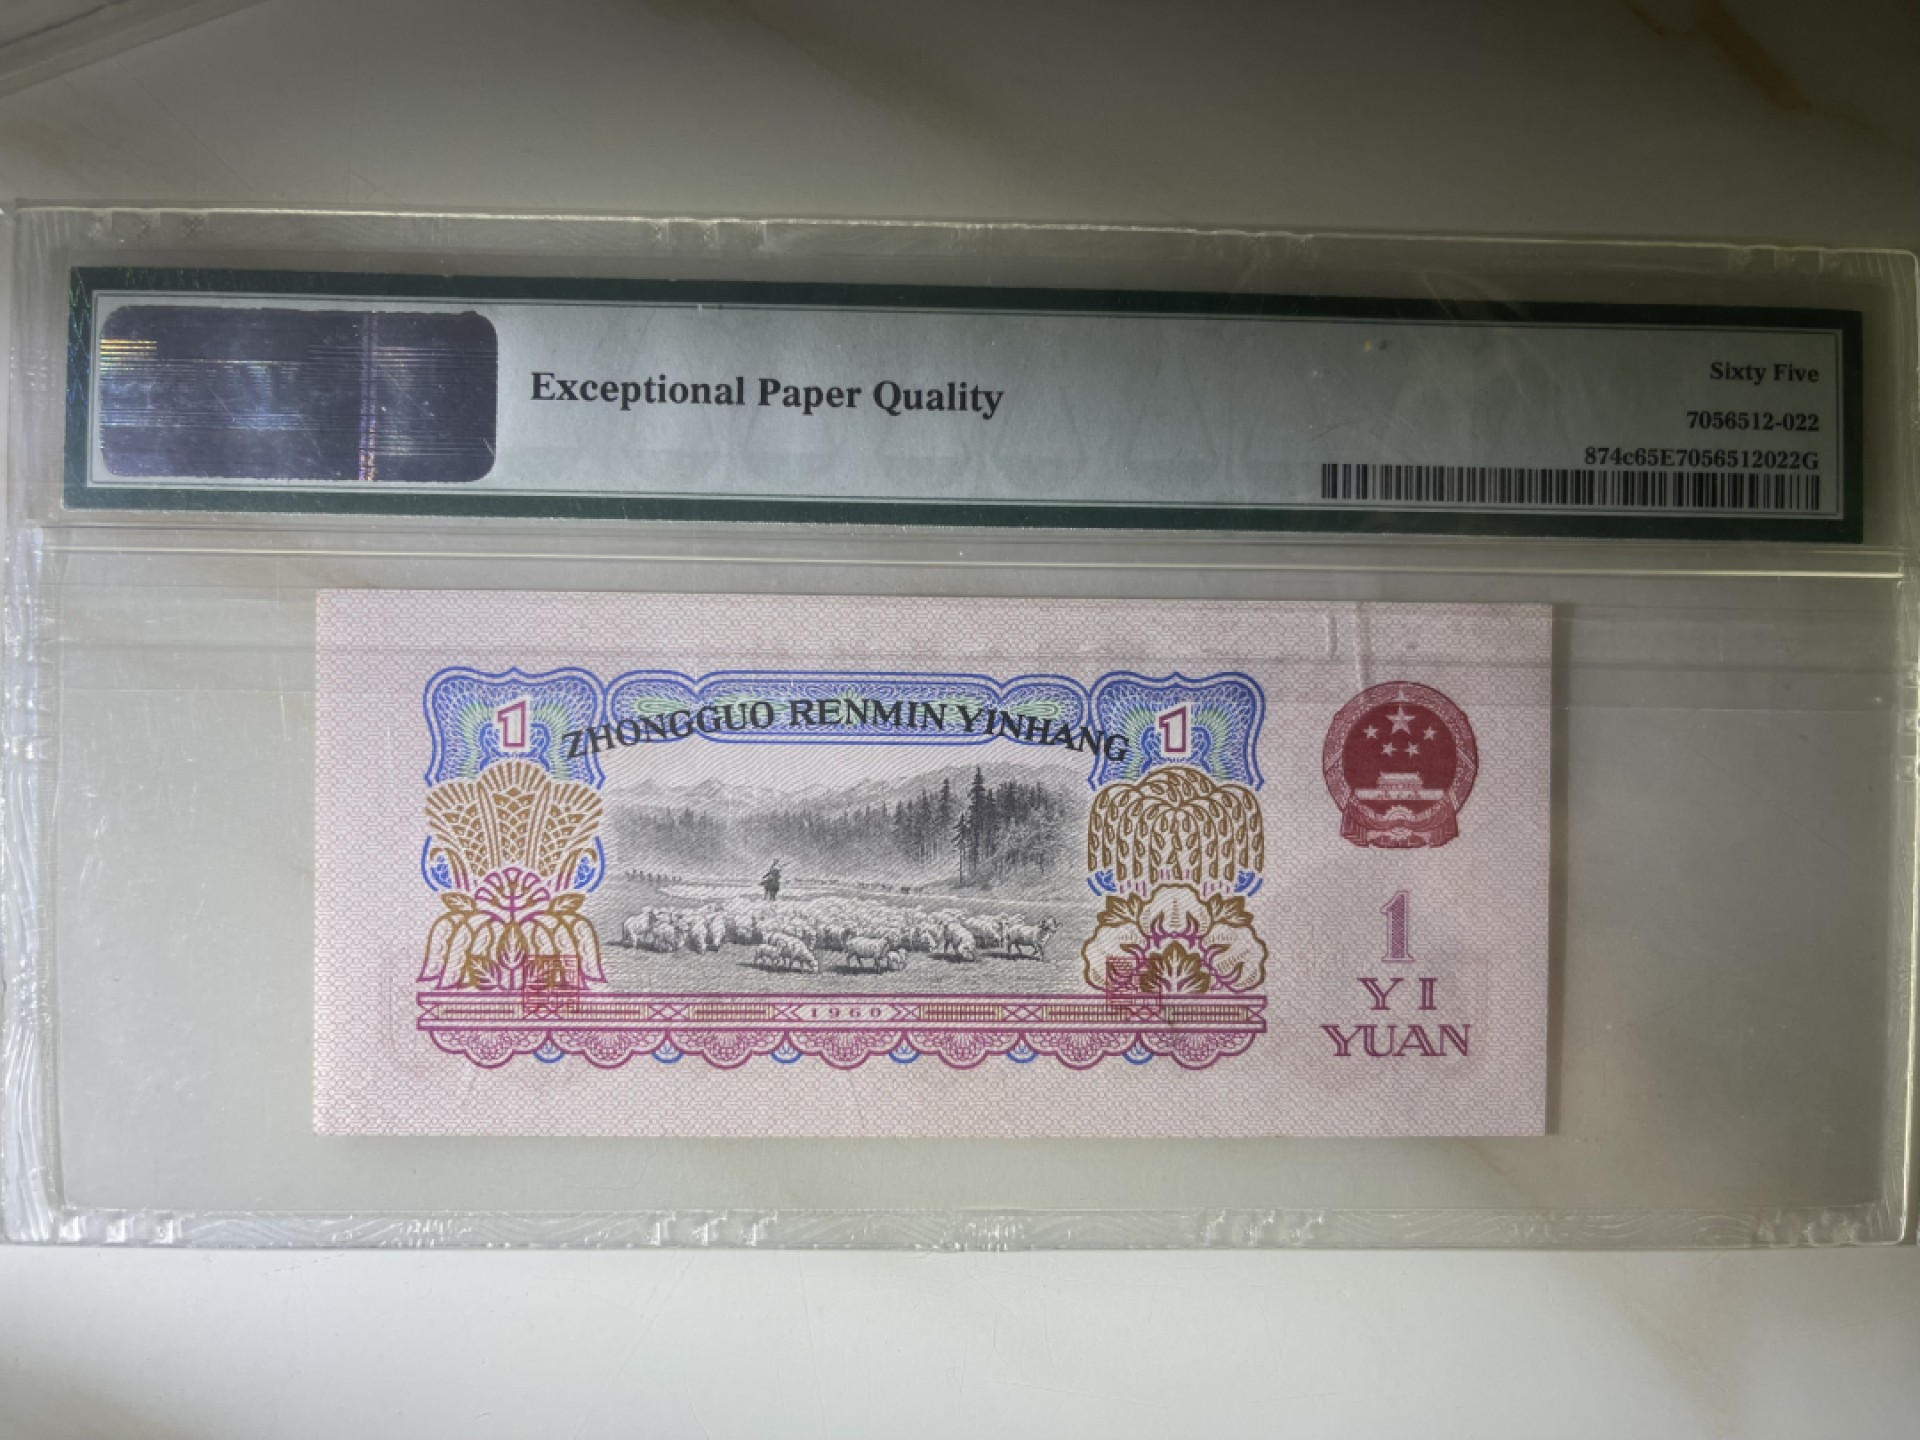 Exceptional Paper Quality
Sixty Five
7056512-022
874c65E7056512022G
1
ZHONGGUO RENMIN YINHANG
1
1
YI
YUAN
1960